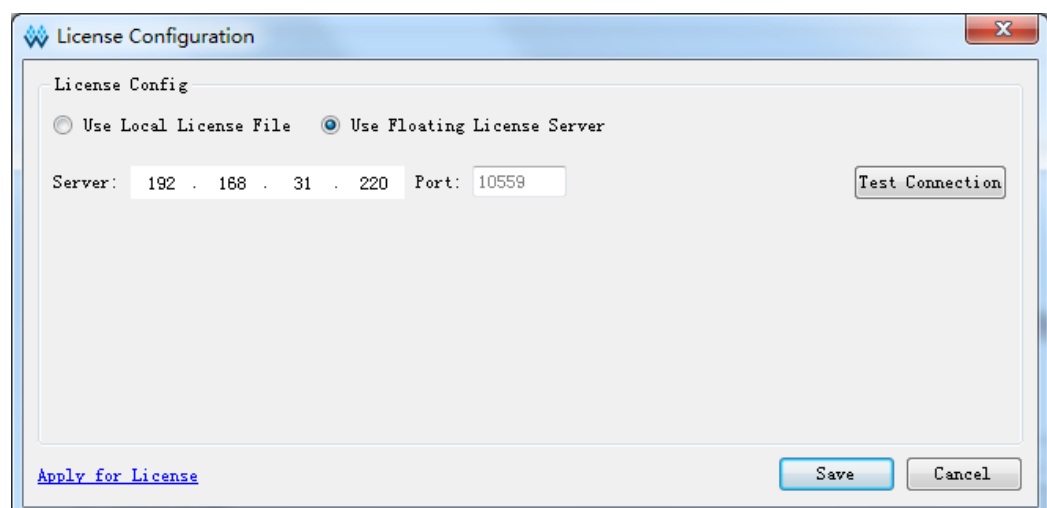 License Configuration
License Config
Use Local License File Use Floating License Server
Server: 192 . 168 . 31 . 220 Port: 10559 Test Connection
Apply for License Save Cancel